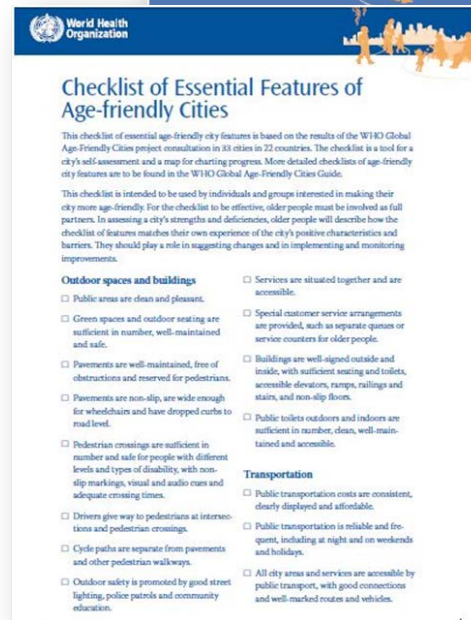 World Health
Organization
Checklist of Essential Features of
Age-friendly Cities
This checklist of essential age-friendly city features is based on the results of the WHO Global
Age-Friendly Cities project consultation in 33 cities in 22 countries. The checklist is a tool for a
city's self-assessment and a map for charting progress. More detailed checklists of age-friendly
city features are to be found in the WHO Global Age-Friendly Cities Guide.
This checklist is intended to be used by individuals and groups interested in making their
city more age-friendly. For the checklist to be effective, older people must be involved as full
partners. In assessing a city's strengths and deficiencies, older people will describe how the
checklist of features matches their own experience of the city's positive characteristics and
barriers. They should play a role in suggesting changes and in implementing and monitoring
improvements.
Outdoor spaces and buildings
Public areas are clean and pleasant.
Green spaces and outdoor seating are
sufficient in number, well-maintained
and safe.
Pavements are well-maintained, free of
obstructions and reserved for pedestrians.
Pavements are non-slip, are wide enough
for wheelchairs and have dropped curbs to
road level.
Pedestrian crossings are sufficient in
number and safe for people with different
levels and types of disability, with non-
slip markings, visual and audio cues and
adequate crossing times.
Drivers give way to pedestrians at intersec-
tions and pedestrian crossings.
Cycle paths are separate from pavements
and other pedestrian walkways.
Outdoor safety is promoted by good street
lighting, police patrols and community
education.
Services are situated together and are
accessible.
Special customer service arrangements
are provided, such as separate queues or
service counters for older people.
Buildings are well-signed outside and
inside, with sufficient seating and toilets,
accessible elevators, ramps, railings and
stairs, and non-slip floors.
Public toilets outdoors and indoors are
sufficient in number, clean, well-main-
tained and accessible.
Transportation
Public transportation costs are consistent,
clearly displayed and affordable.
Public transportation is reliable and fre-
quent, including at night and on weekends
and holidays.
All city areas and services are accessible by
public transport, with good connections
and well-marked routes and vehicles.